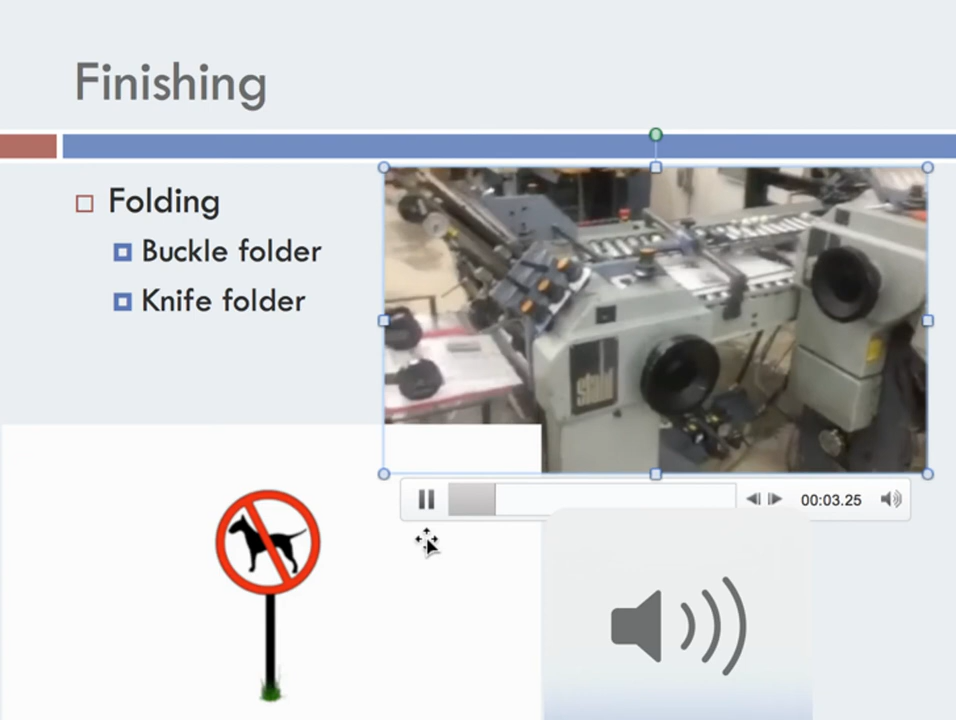 Finishing
Folding
Buckle folder
Knife folder
stahl
00:03.25